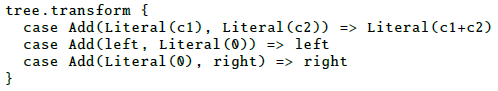 tree.transform {
  case Add(Literal(c1), Literal(c2)) => Literal(c1+c2)
  case Add(left, Literal(0)) => left
  case Add(Literal(0), right) => right
}